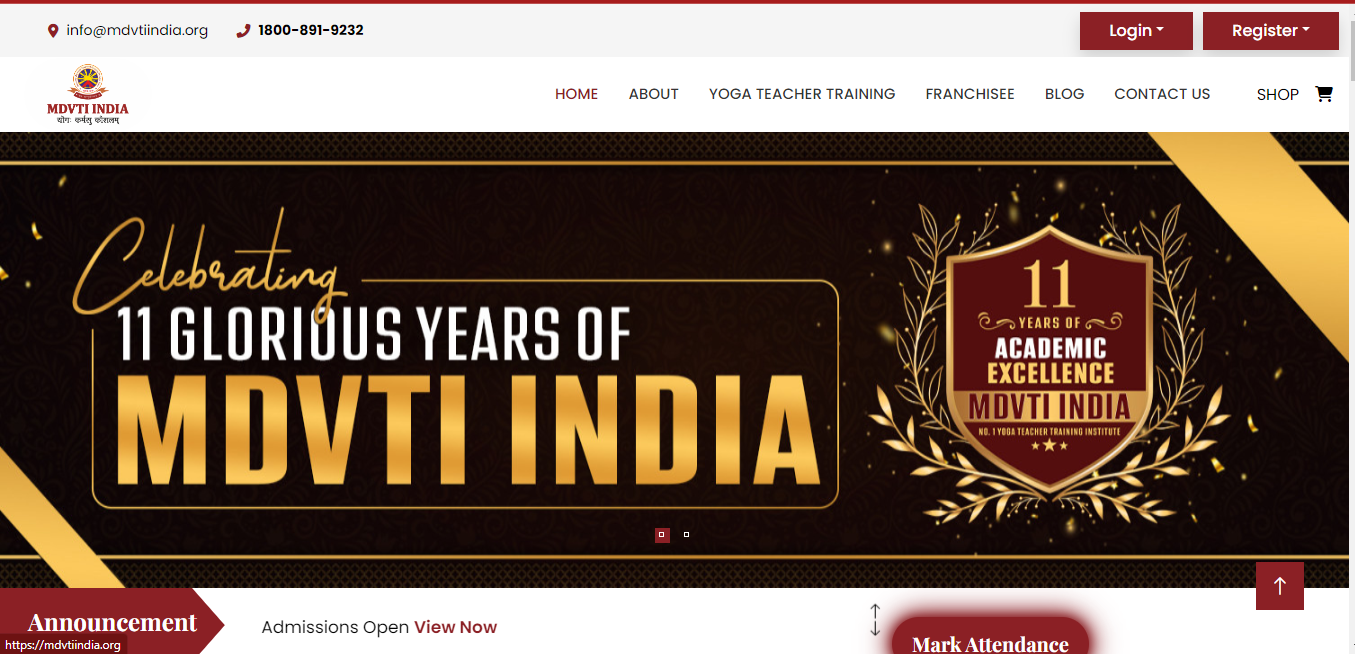 info@mdvtiindia.org 1800-891-9232 Login Register
MDVTI INDIA
योगः कर्मसु कौशलम्
HOME ABOUT YOGA TEACHER TRAINING FRANCHISEE BLOG CONTACT US SHOP
Celebrating
11 GLORIOUS YEARS OF
MDVTI INDIA
11
YEARS OF
ACADEMIC
EXCELLENCE
MDVTI INDIA
NO. 1 YOGA TEACHER TRAINING INSTITUTE
Announcement
Admissions Open View Now
Mark Attendance
https://mdvtiindia.org